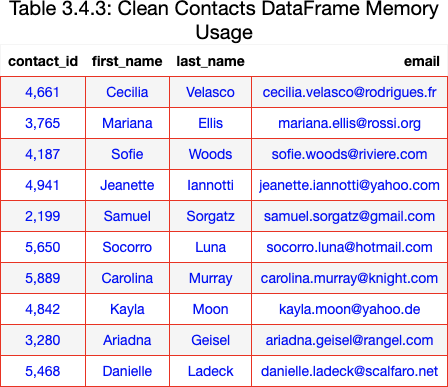 Table 3.4.3: Clean Contacts DataFrame Memory
Usage
contact_id first_name last_name email
4,661 Cecilia Velasco cecilia.velasco@rodrigues.fr
3,765 Mariana Ellis mariana.ellis@rossi.org
4,187 Sofie Woods sofie.woods@riviere.com
4,941 Jeanette Iannotti jeanette.iannotti@yahoo.com
2,199 Samuel Sorgatz samuel.sorgatz@gmail.com
5,650 Socorro Luna socorro.luna@hotmail.com
5,889 Carolina Murray carolina.murray@knight.com
4,842 Kayla Moon kayla.moon@yahoo.de
3,280 Ariadna Geisel ariadna.geisel@rangel.com
5,468 Danielle Ladeck danielle.ladeck@scalfaro.net